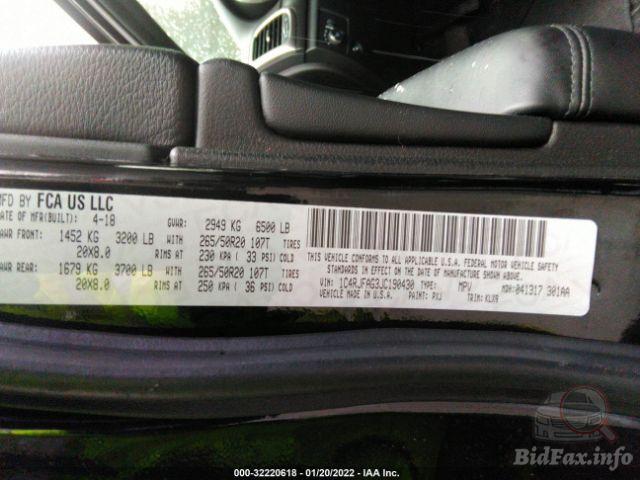 MFD BY FCA US LLC
DATE OF MFR(BUILT): 4-18 GVWR: 2949 KG 6500 LB
GAWR FRONT: 1452 KG 3200 LB WITH 265/50R20 107T TIRES
20X8.0 RIMS AT 230 KPA ( 33 PSI) COLD
GAWR REAR: 1679 KG 3700 LB WITH 265/50R20 107T TIRES
20X8.0 RIMS AT 250 KPA ( 36 PSI) COLD
THIS VEHICLE CONFORMS TO ALL APPLICABLE U.S.A. FEDERAL MOTOR VEHICLE SAFETY
STANDARDS IN EFFECT ON THE DATE OF MANUFACTURE SHOWN ABOVE.
VIN: 1C4RJFAG3JC190430 TYPE: MPV MDH: 041317 301AA
VEHICLE MADE IN U.S.A. PAINT: PXJ TRIM: KLX9
BidFax.info
000-32220618 - 01/20/2022 - IAA Inc.